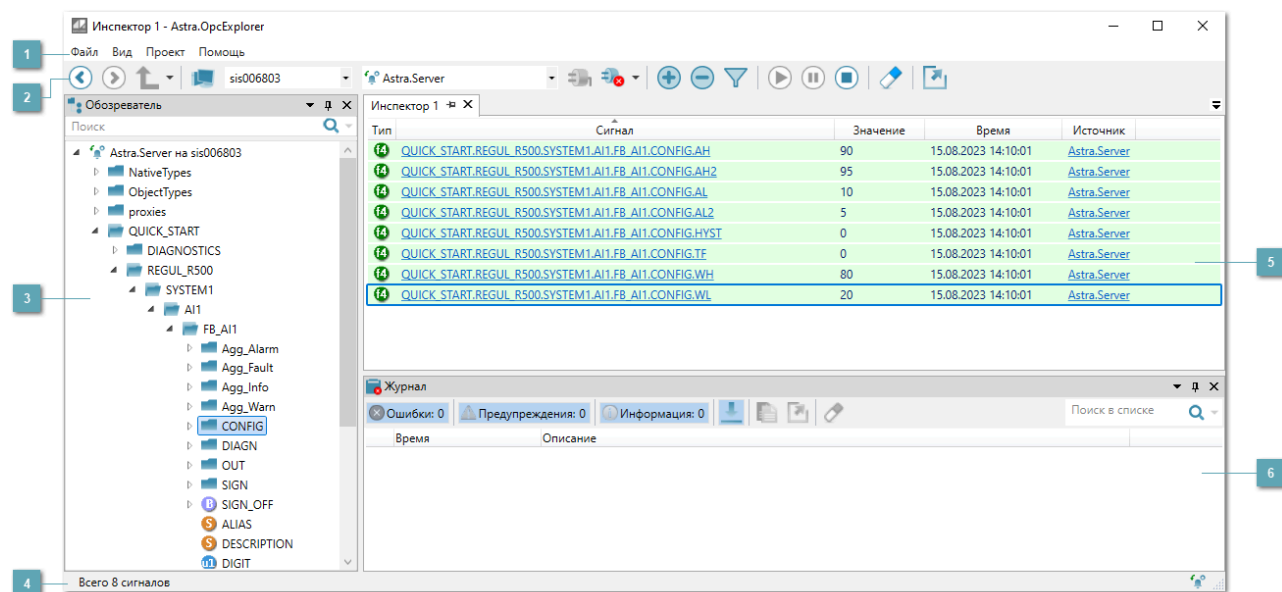 Инспектор 1 - Astra.OpcExplorer
1
Файл Вид Проект Помощь
2
sis006803
Astra.Server
Обозреватель
Поиск
Astra.Server на sis006803
NativeTypes
ObjectTypes
proxies
QUICK_START
DIAGNOSTICS
REGUL_R500
3
SYSTEM1
AI1
FB_AI1
Agg_Alarm
Agg_Fault
Agg_Info
Agg_Warn
CONFIG
DIAGN
OUT
SIGN
B SIGN_OFF
S ALIAS
S DESCRIPTION
u1 DIGIT
Инспектор 1
Тип Сигнал Значение Время Источник
f4 QUICK_START.REGUL_R500.SYSTEM1.AI1.FB_AI1.CONFIG.AH 90 15.08.2023 14:10:01 Astra.Server
f4 QUICK_START.REGUL_R500.SYSTEM1.AI1.FB_AI1.CONFIG.AH2 95 15.08.2023 14:10:01 Astra.Server
f4 QUICK_START.REGUL_R500.SYSTEM1.AI1.FB_AI1.CONFIG.AL 10 15.08.2023 14:10:01 Astra.Server
f4 QUICK_START.REGUL_R500.SYSTEM1.AI1.FB_AI1.CONFIG.AL2 5 15.08.2023 14:10:01 Astra.Server
f4 QUICK_START.REGUL_R500.SYSTEM1.AI1.FB_AI1.CONFIG.HYST 0 15.08.2023 14:10:01 Astra.Server
f4 QUICK_START.REGUL_R500.SYSTEM1.AI1.FB_AI1.CONFIG.TF 0 15.08.2023 14:10:01 Astra.Server
f4 QUICK_START.REGUL_R500.SYSTEM1.AI1.FB_AI1.CONFIG.WH 80 15.08.2023 14:10:01 Astra.Server
f4 QUICK_START.REGUL_R500.SYSTEM1.AI1.FB_AI1.CONFIG.WL 20 15.08.2023 14:10:01 Astra.Server
5
Журнал
Ошибки: 0 Предупреждения: 0 Информация: 0 Поиск в списке
Время Описание
6
4
Всего 8 сигналов